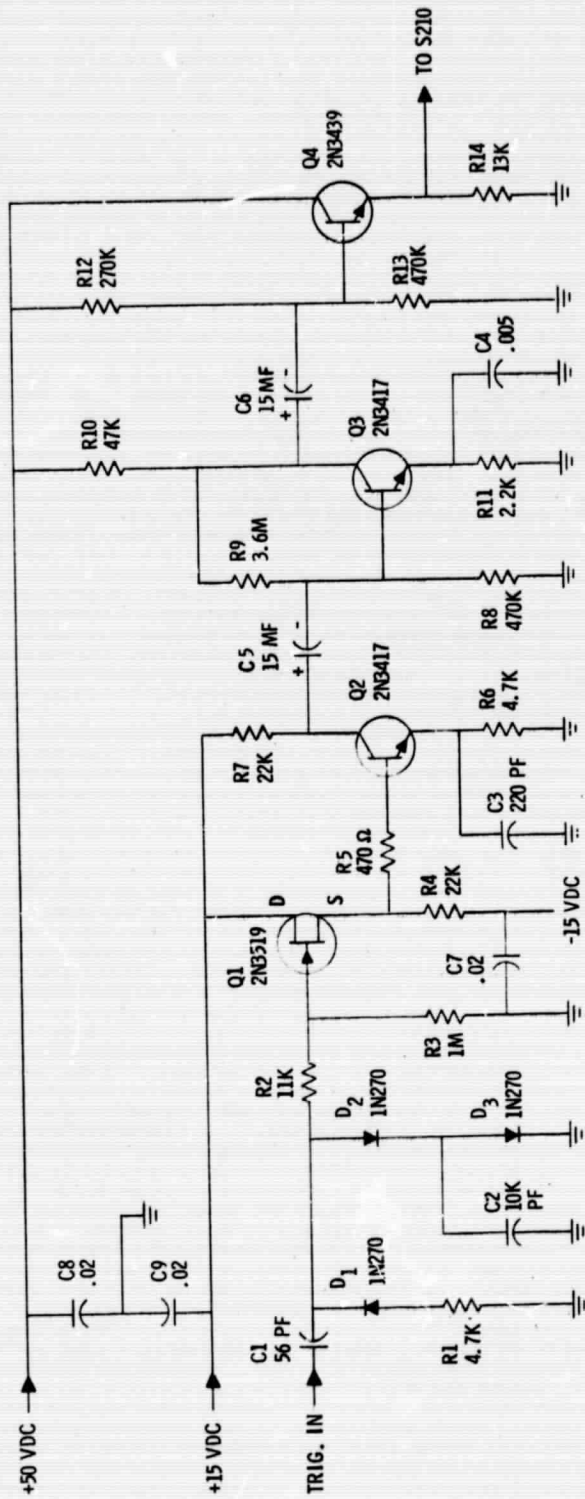 +50 VDC
C8
.02
C9
.02
+15 VDC
TRIG. IN
C1
56 PF
D1
1N270
R1
4.7K
D2
1N270
C2
10K
PF
D3
1N270
R2
11K
R3
1M
Q1
2N3519
D
S
C7
.02
R4
22K
-15 VDC
R5
470 Ω
R7
22K
Q2
2N3417
C3
220 PF
R6
4.7K
C5
15 MF
+
-
R9
3.6M
R8
470K
R10
47K
Q3
2N3417
R11
2.2K
C4
.005
C6
15 MF
+
-
R12
270K
R13
470K
Q4
2N3439
R14
13K
TO S210